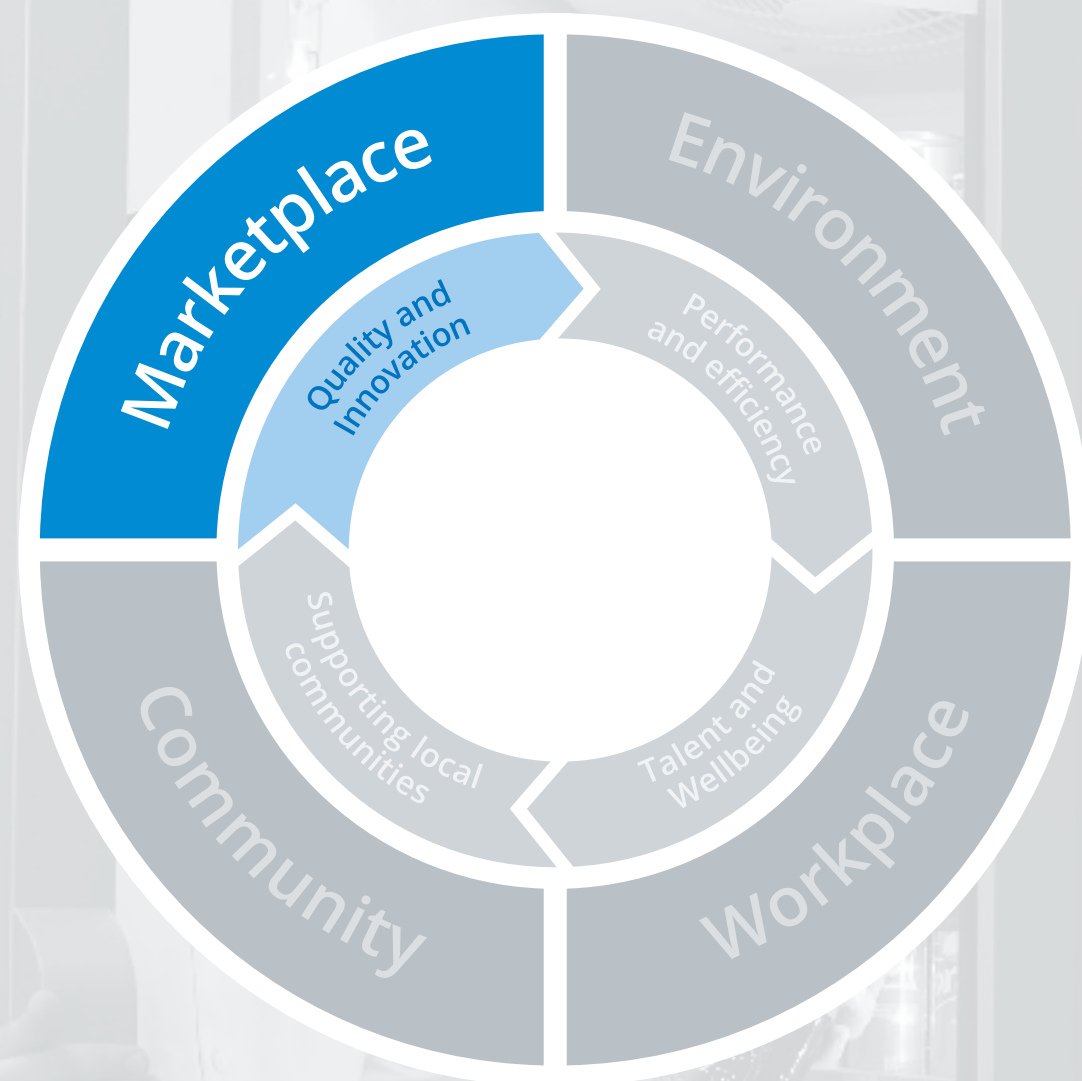 Marketplace
Environment
Quality and
Innovation
Performance
and efficiency
Supporting local
communities
Talent and
Wellbeing
Community
Workplace